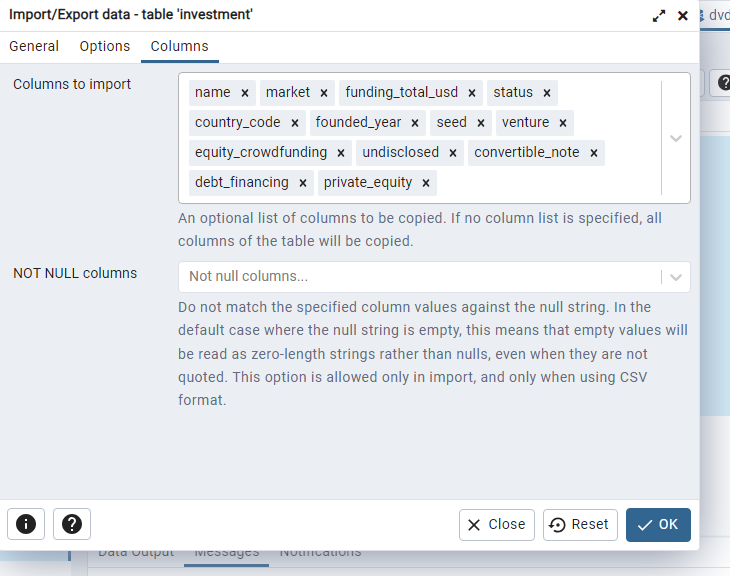 Import/Export data - table 'investment'
dvd
General Options Columns
Columns to import
name × market × funding_total_usd × status ×
country_code × founded_year × seed × venture ×
equity_crowdfunding × undisclosed × convertible_note ×
debt_financing × private_equity ×
An optional list of columns to be copied. If no column list is specified, all
columns of the table will be copied.
NOT NULL columns
Not null columns...
Do not match the specified column values against the null string. In the
default case where the null string is empty, this means that empty values will
be read as zero-length strings rather than nulls, even when they are not
quoted. This option is allowed only in import, and only when using CSV
format.
Close Reset OK
Data Output Messages Notifications